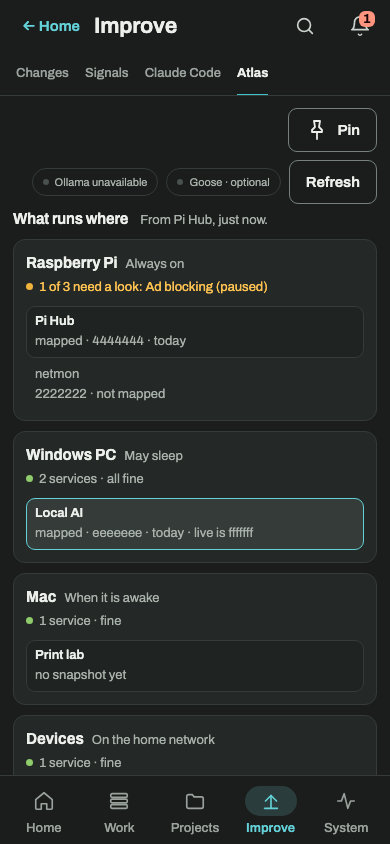 ← Home Improve 1
Changes Signals Claude Code Atlas
Pin
Ollama unavailable Goose · optional Refresh
What runs where From Pi Hub, just now.
Raspberry Pi Always on
1 of 3 need a look: Ad blocking (paused)
Pi Hub
mapped · 4444444 · today
netmon
2222222 · not mapped
Windows PC May sleep
2 services · all fine
Local AI
mapped · eeeeeee · today · live is fffffff
Mac When it is awake
1 service · fine
Print lab
no snapshot yet
Devices On the home network
1 service · fine
Home Work Projects Improve System